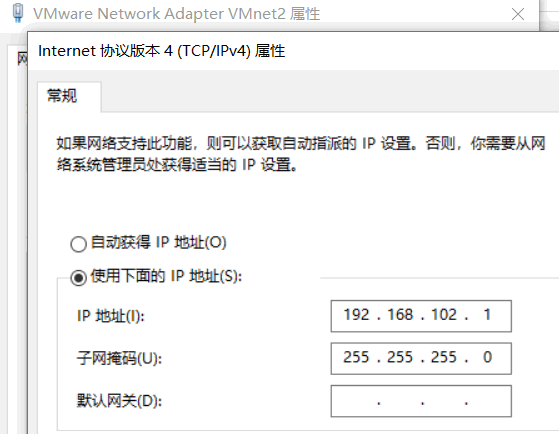 VMware Network Adapter VMnet2 属性
Internet 协议版本 4 (TCP/IPv4) 属性
常规
如果网络支持此功能，则可以获取自动指派的 IP 设置。否则，你需要从网
络系统管理员处获得适当的 IP 设置。
自动获得 IP 地址(O)
使用下面的 IP 地址(S):
IP 地址(I): 192 . 168 . 102 . 1
子网掩码(U): 255 . 255 . 255 . 0
默认网关(D): . . .